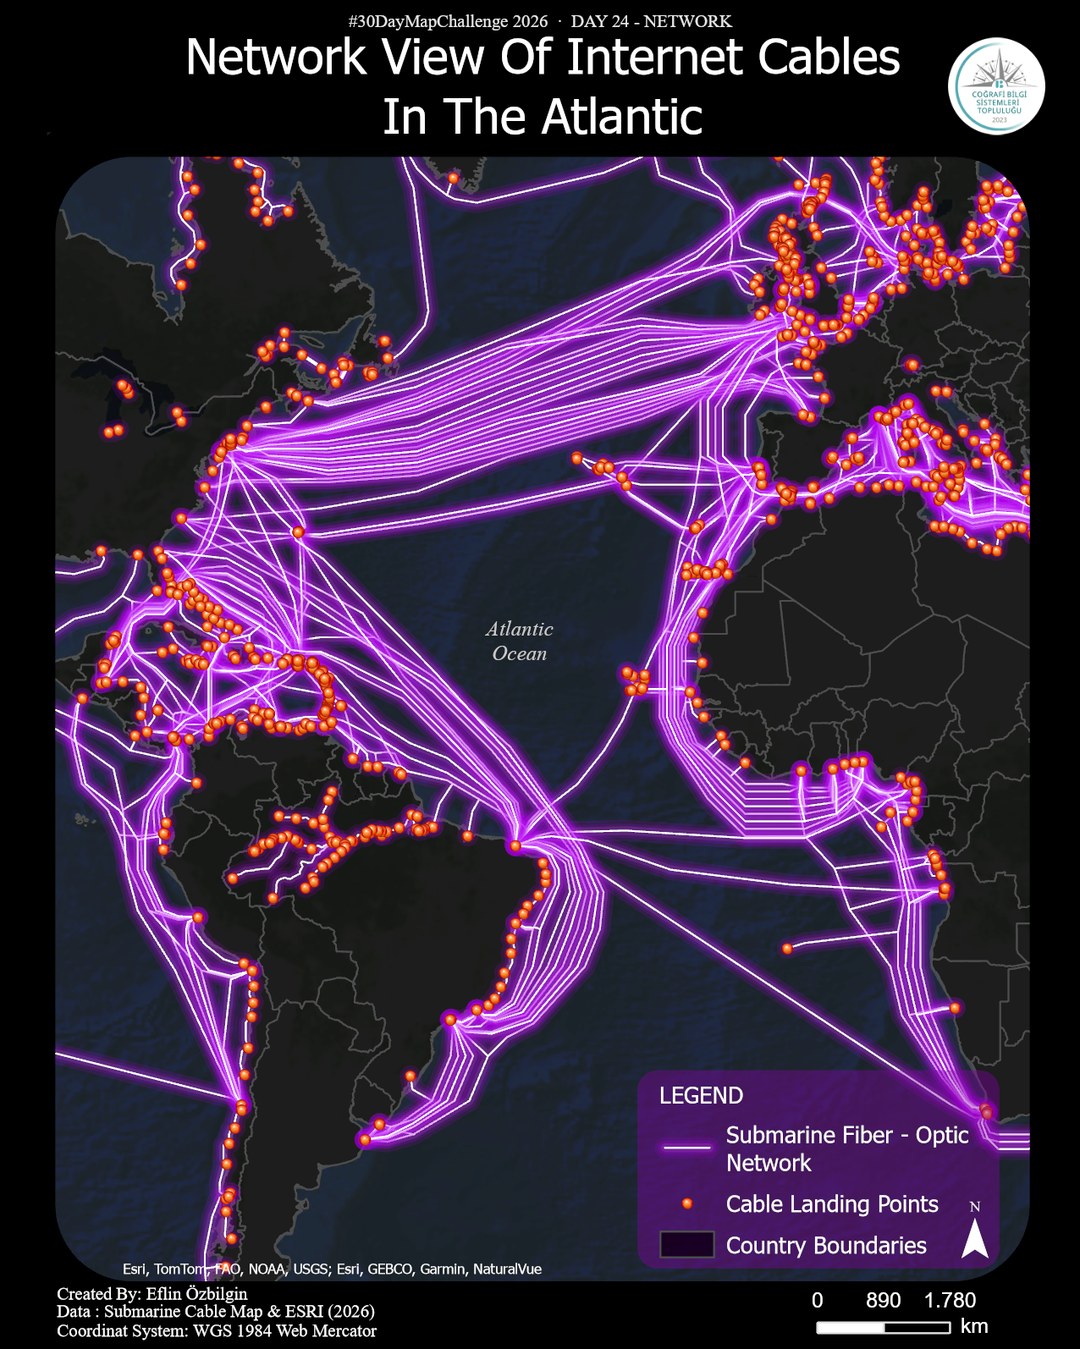 #30DayMapChallenge 2026 · DAY 24 - NETWORK
Network View Of Internet Cables
In The Atlantic
COĞRAFİ BİLGİ
SİSTEMLERİ
TOPLULUĞU
2023
Atlantic
Ocean
LEGEND
Submarine Fiber - Optic
Network
Cable Landing Points
Country Boundaries
N
Esri, TomTom, FAO, NOAA, USGS; Esri, GEBCO, Garmin, NaturalVue
Created By: Eflin Özbilgin
Data : Submarine Cable Map & ESRI (2026)
Coordinat System: WGS 1984 Web Mercator
0 890 1.780
km